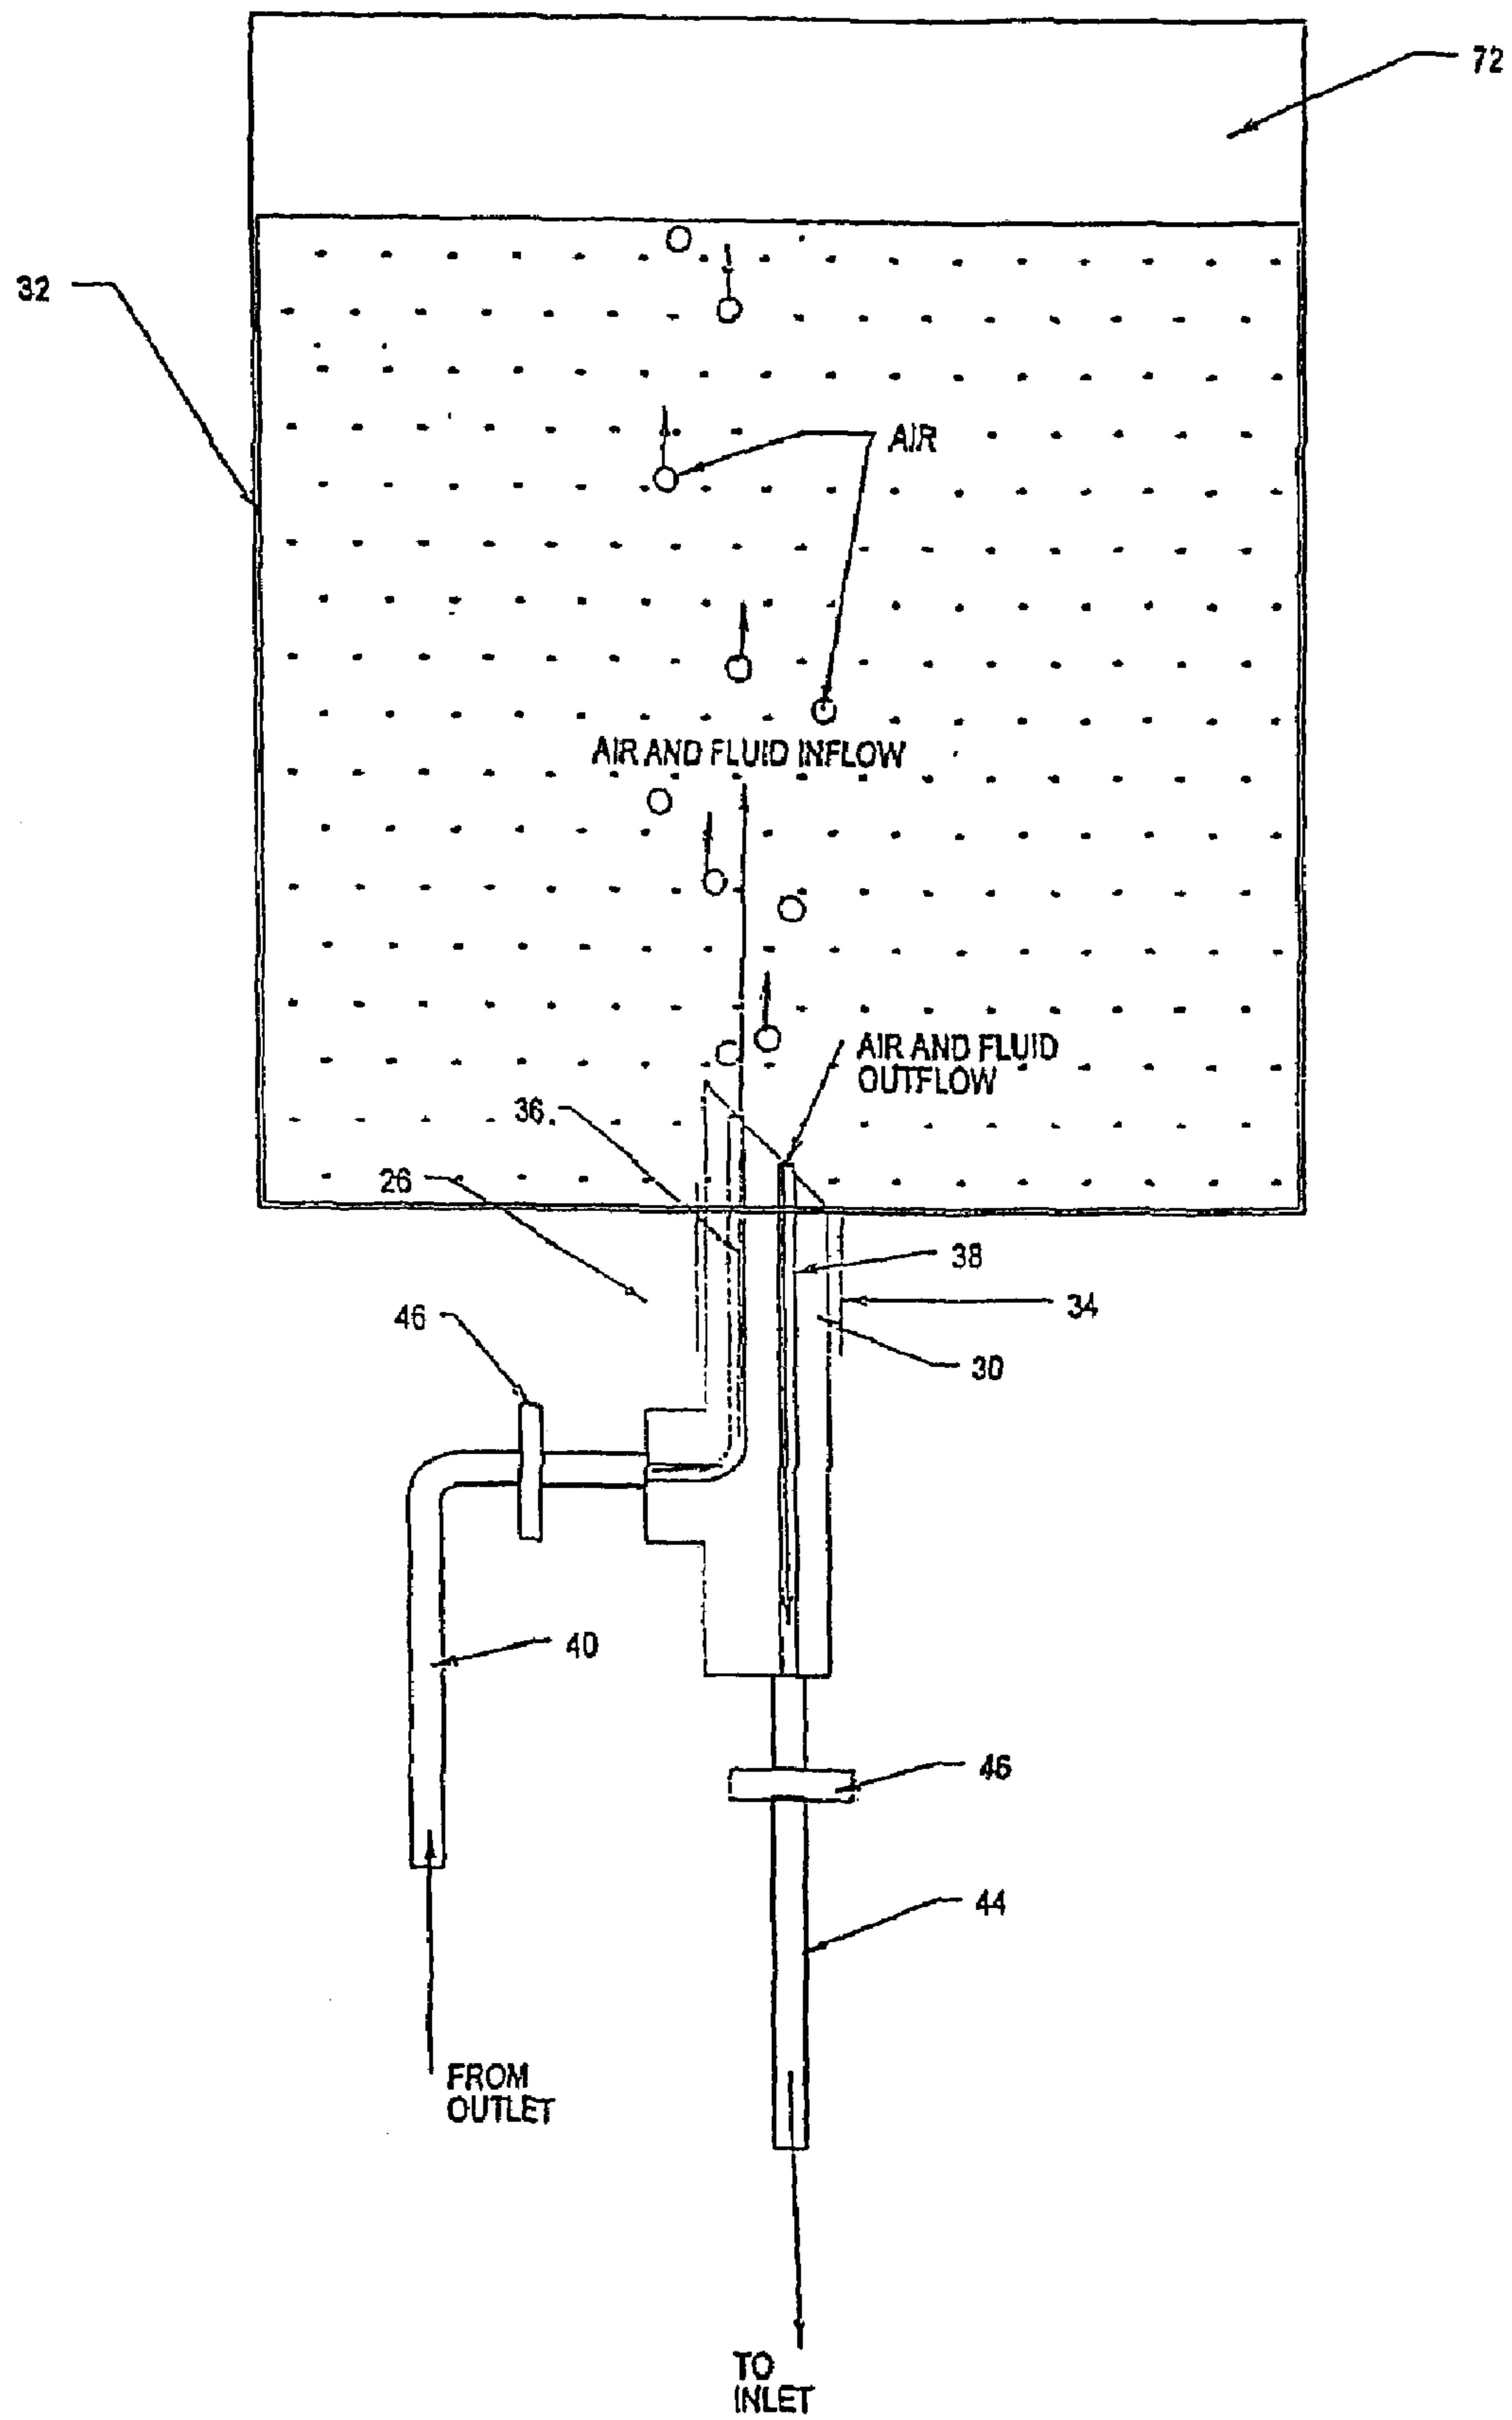 72
32
AIR
AIR AND FLUID INFLOW
AIR AND FLUID
OUTFLOW
36.
26
38
34
46
30
40
46
44
FROM
OUTLET
TO
INLET